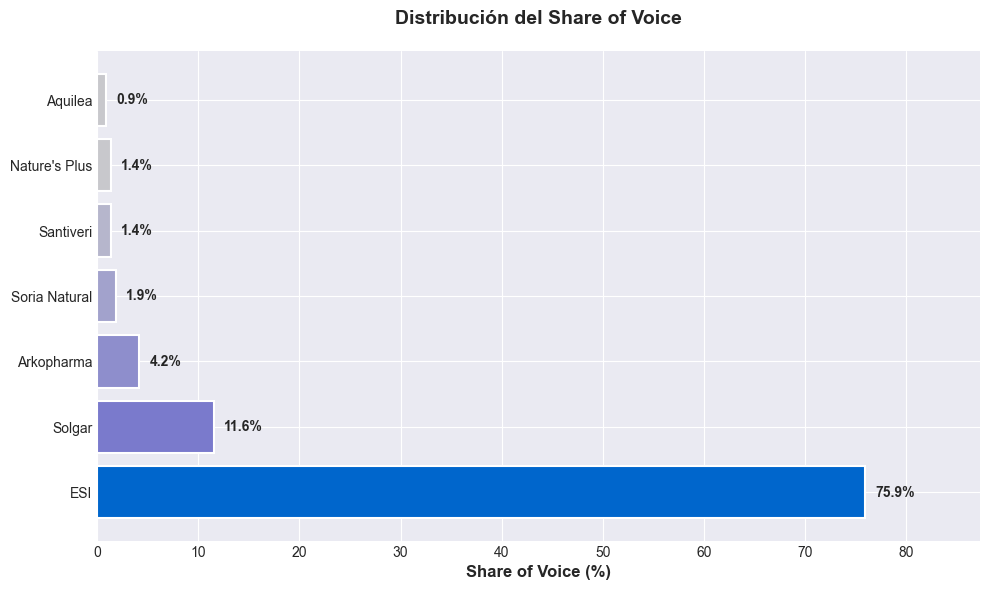 Distribución del Share of Voice
Aquilea 0.9%
Nature's Plus 1.4%
Santiveri 1.4%
Soria Natural 1.9%
Arkopharma 4.2%
Solgar 11.6%
ESI 75.9%
0 10 20 30 40 50 60 70 80
Share of Voice (%)